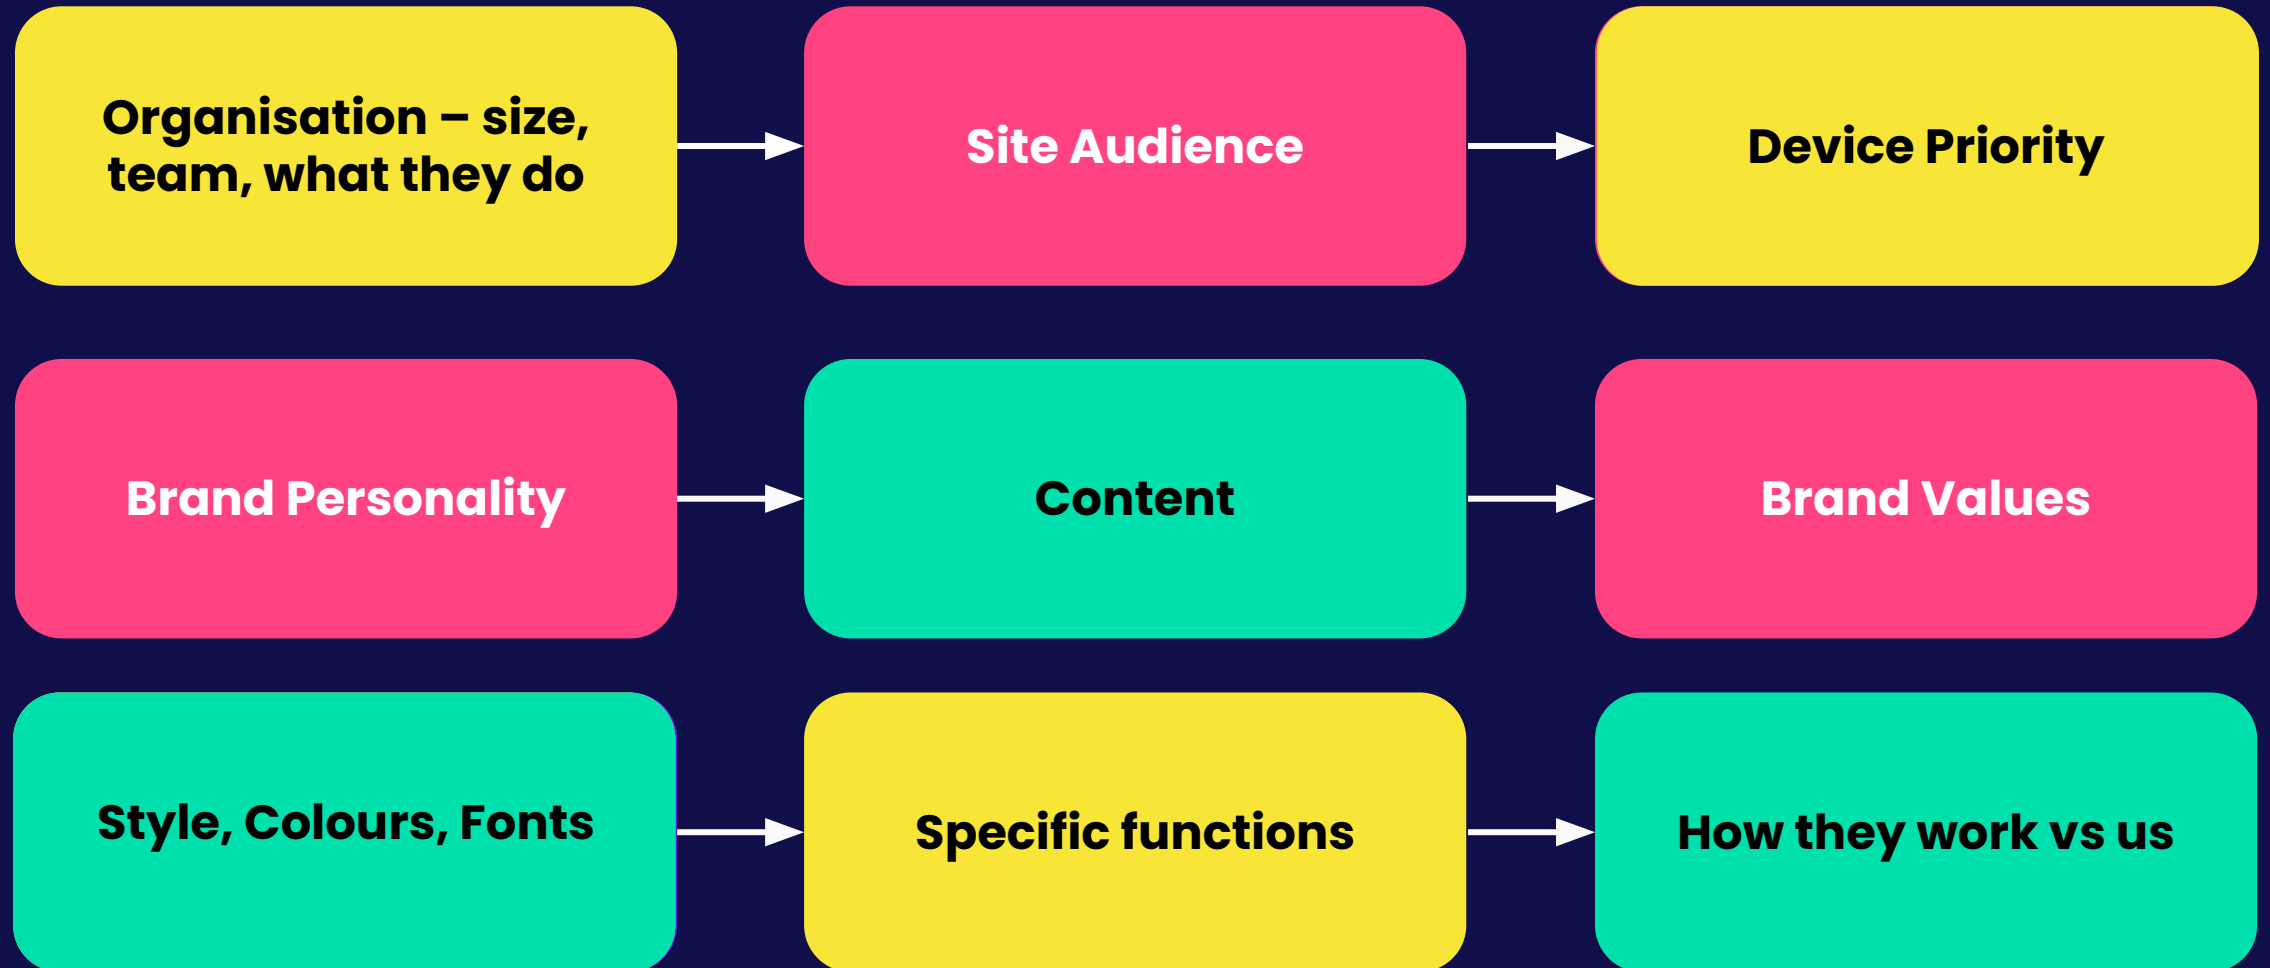 Organisation – size,
team, what they do
Site Audience
Device Priority
Brand Personality
Content
Brand Values
Style, Colours, Fonts
Specific functions
How they work vs us